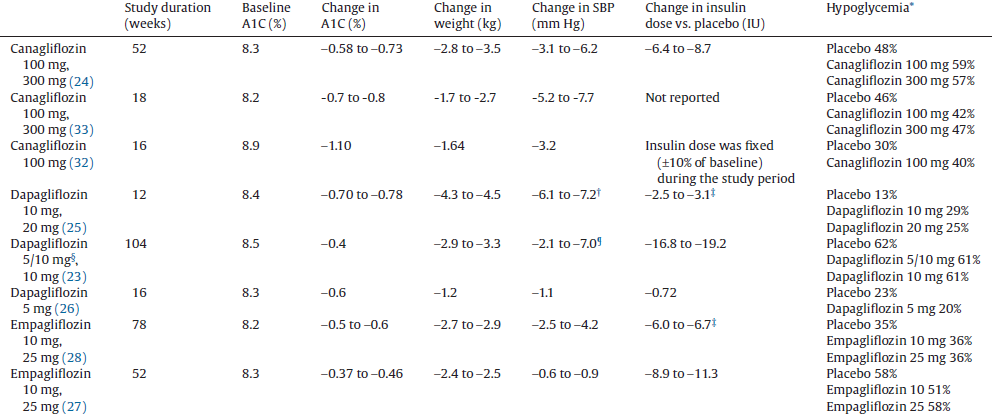 Study duration (weeks) Baseline A1C (%) Change in A1C (%) Change in weight (kg) Change in SBP (mm Hg) Change in insulin dose vs. placebo (IU) Hypoglycemia*
Canagliflozin 52 8.3 −0.58 to −0.73 −2.8 to −3.5 −3.1 to −6.2 −6.4 to −8.7 Placebo 48%
100 mg, Canagliflozin 100 mg 59%
300 mg (24) Canagliflozin 300 mg 57%
Canagliflozin 18 8.2 −0.7 to -0.8 -1.7 to -2.7 -5.2 to -7.7 Not reported Placebo 46%
100 mg, Canagliflozin 100 mg 42%
300 mg (33) Canagliflozin 300 mg 47%
Canagliflozin 16 8.9 −1.10 −1.64 −3.2 Insulin dose was fixed Placebo 30%
100 mg (32) (±10% of baseline) Canagliflozin 100 mg 40%
during the study period
Dapagliflozin 12 8.4 −0.70 to −0.78 −4.3 to −4.5 −6.1 to −7.2† −2.5 to −3.1‡ Placebo 13%
10 mg, Dapagliflozin 10 mg 29%
20 mg (25) Dapagliflozin 20 mg 25%
Dapagliflozin 104 8.5 −0.4 −2.9 to −3.3 −2.1 to −7.0¶ −16.8 to −19.2 Placebo 62%
5/10 mg§, Dapagliflozin 5/10 mg 61%
10 mg (23) Dapagliflozin 10 mg 61%
Dapagliflozin 16 8.3 −0.6 −1.2 −1.1 −0.72 Placebo 23%
5 mg (26) Dapagliflozin 5 mg 20%
Empagliflozin 78 8.2 −0.5 to −0.6 −2.7 to −2.9 −2.5 to −4.2 −6.0 to −6.7‡ Placebo 35%
10 mg, Empagliflozin 10 mg 36%
25 mg (28) Empagliflozin 25 mg 36%
Empagliflozin 52 8.3 −0.37 to −0.46 −2.4 to −2.5 −0.6 to −0.9 −8.9 to −11.3 Placebo 58%
10 mg, Empagliflozin 10 51%
25 mg (27) Empagliflozin 25 58%